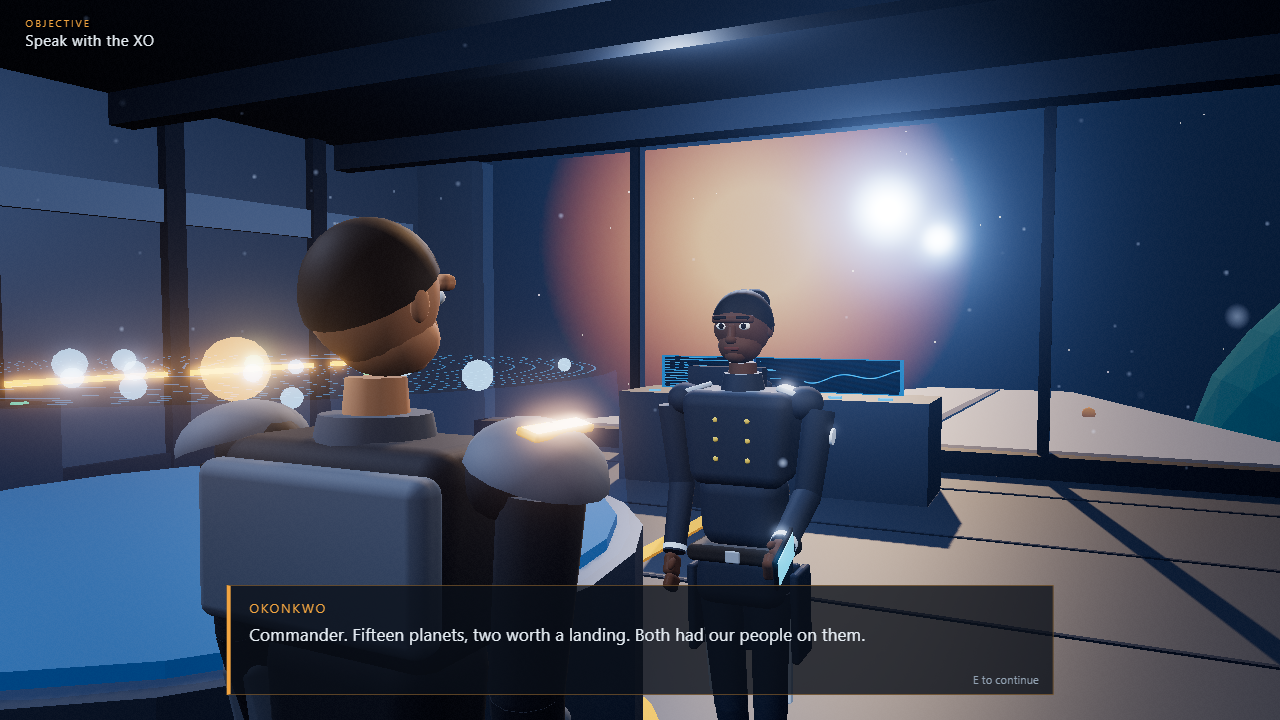 OBJECTIVE
Speak with the XO
OKONKWO
Commander. Fifteen planets, two worth a landing. Both had our people on them.
E to continue